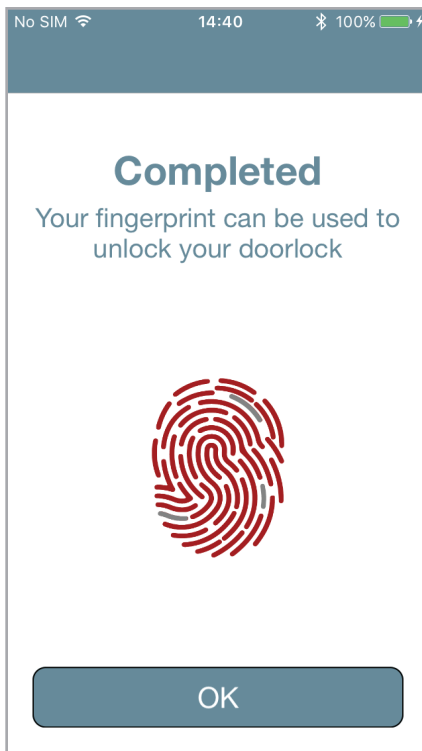 No SIM 14:40 100%
Completed
Your fingerprint can be used to
unlock your doorlock
OK